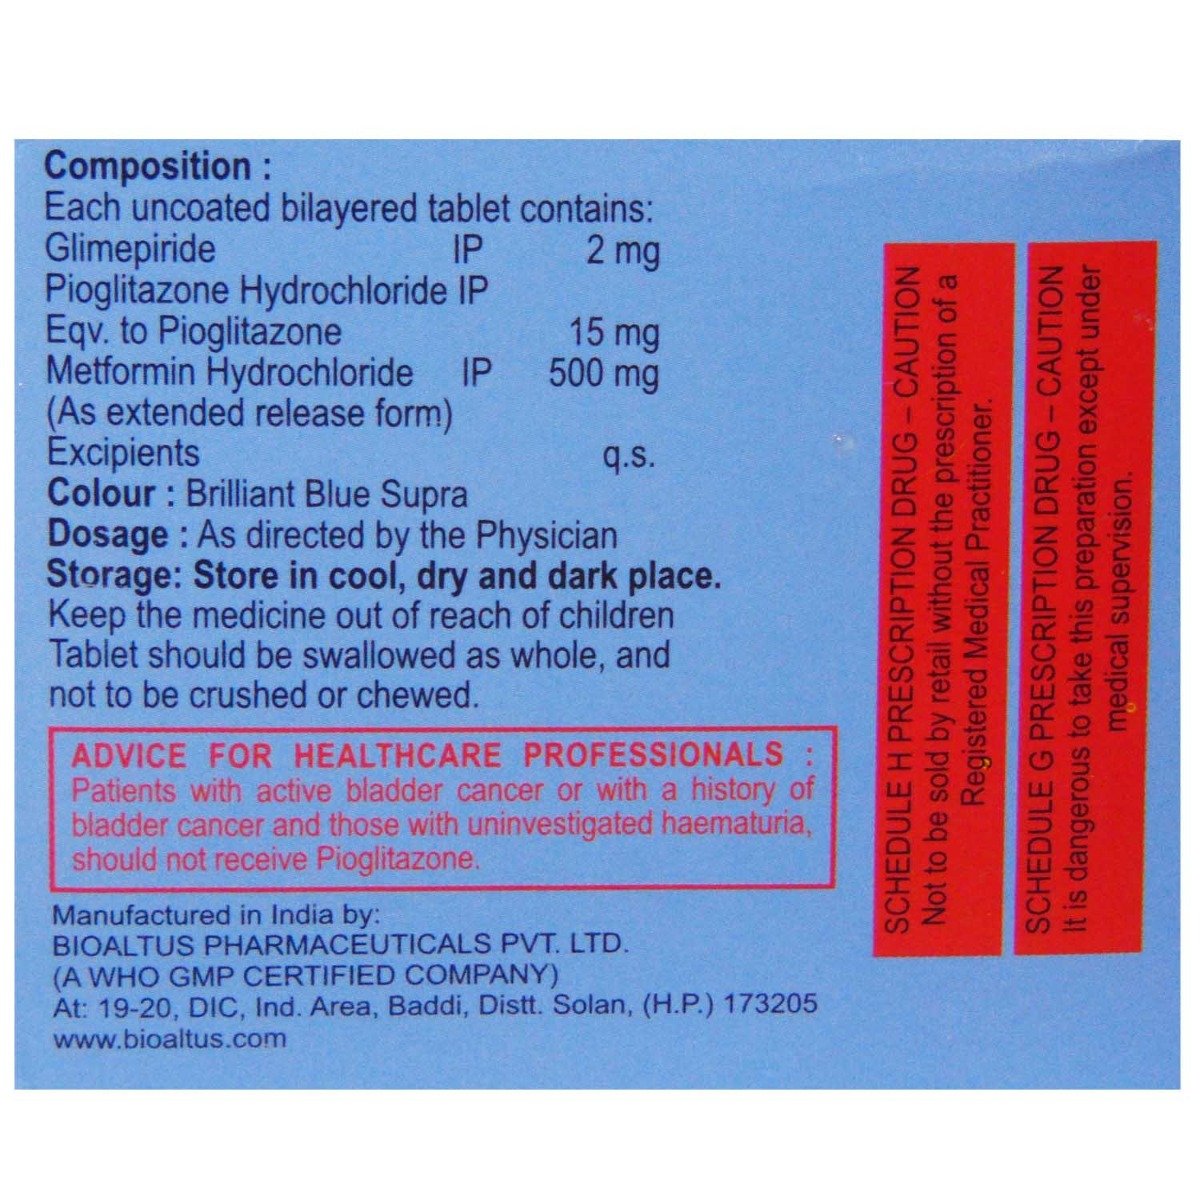 Composition :
Each uncoated bilayered tablet contains:
Glimepiride IP 2 mg
Pioglitazone Hydrochloride IP
Eqv. to Pioglitazone 15 mg
Metformin Hydrochloride IP 500 mg
(As extended release form)
Excipients q.s.
Colour : Brilliant Blue Supra
Dosage : As directed by the Physician
Storage: Store in cool, dry and dark place.
Keep the medicine out of reach of children
Tablet should be swallowed as whole, and
not to be crushed or chewed.
ADVICE FOR HEALTHCARE PROFESSIONALS :
Patients with active bladder cancer or with a history of
bladder cancer and those with uninvestigated haematuria,
should not receive Pioglitazone.
Manufactured in India by:
BIOALTUS PHARMACEUTICALS PVT. LTD.
(A WHO GMP CERTIFIED COMPANY)
At: 19-20, DIC, Ind. Area, Baddi, Distt. Solan, (H.P.) 173205
www.bioaltus.com
SCHEDULE H PRESCRIPTION DRUG – CAUTION
Not to be sold by retail without the prescription of a
Registered Medical Practitioner.
SCHEDULE G PRESCRIPTION DRUG – CAUTION
It is dangerous to take this preparation except under
medical supervision.